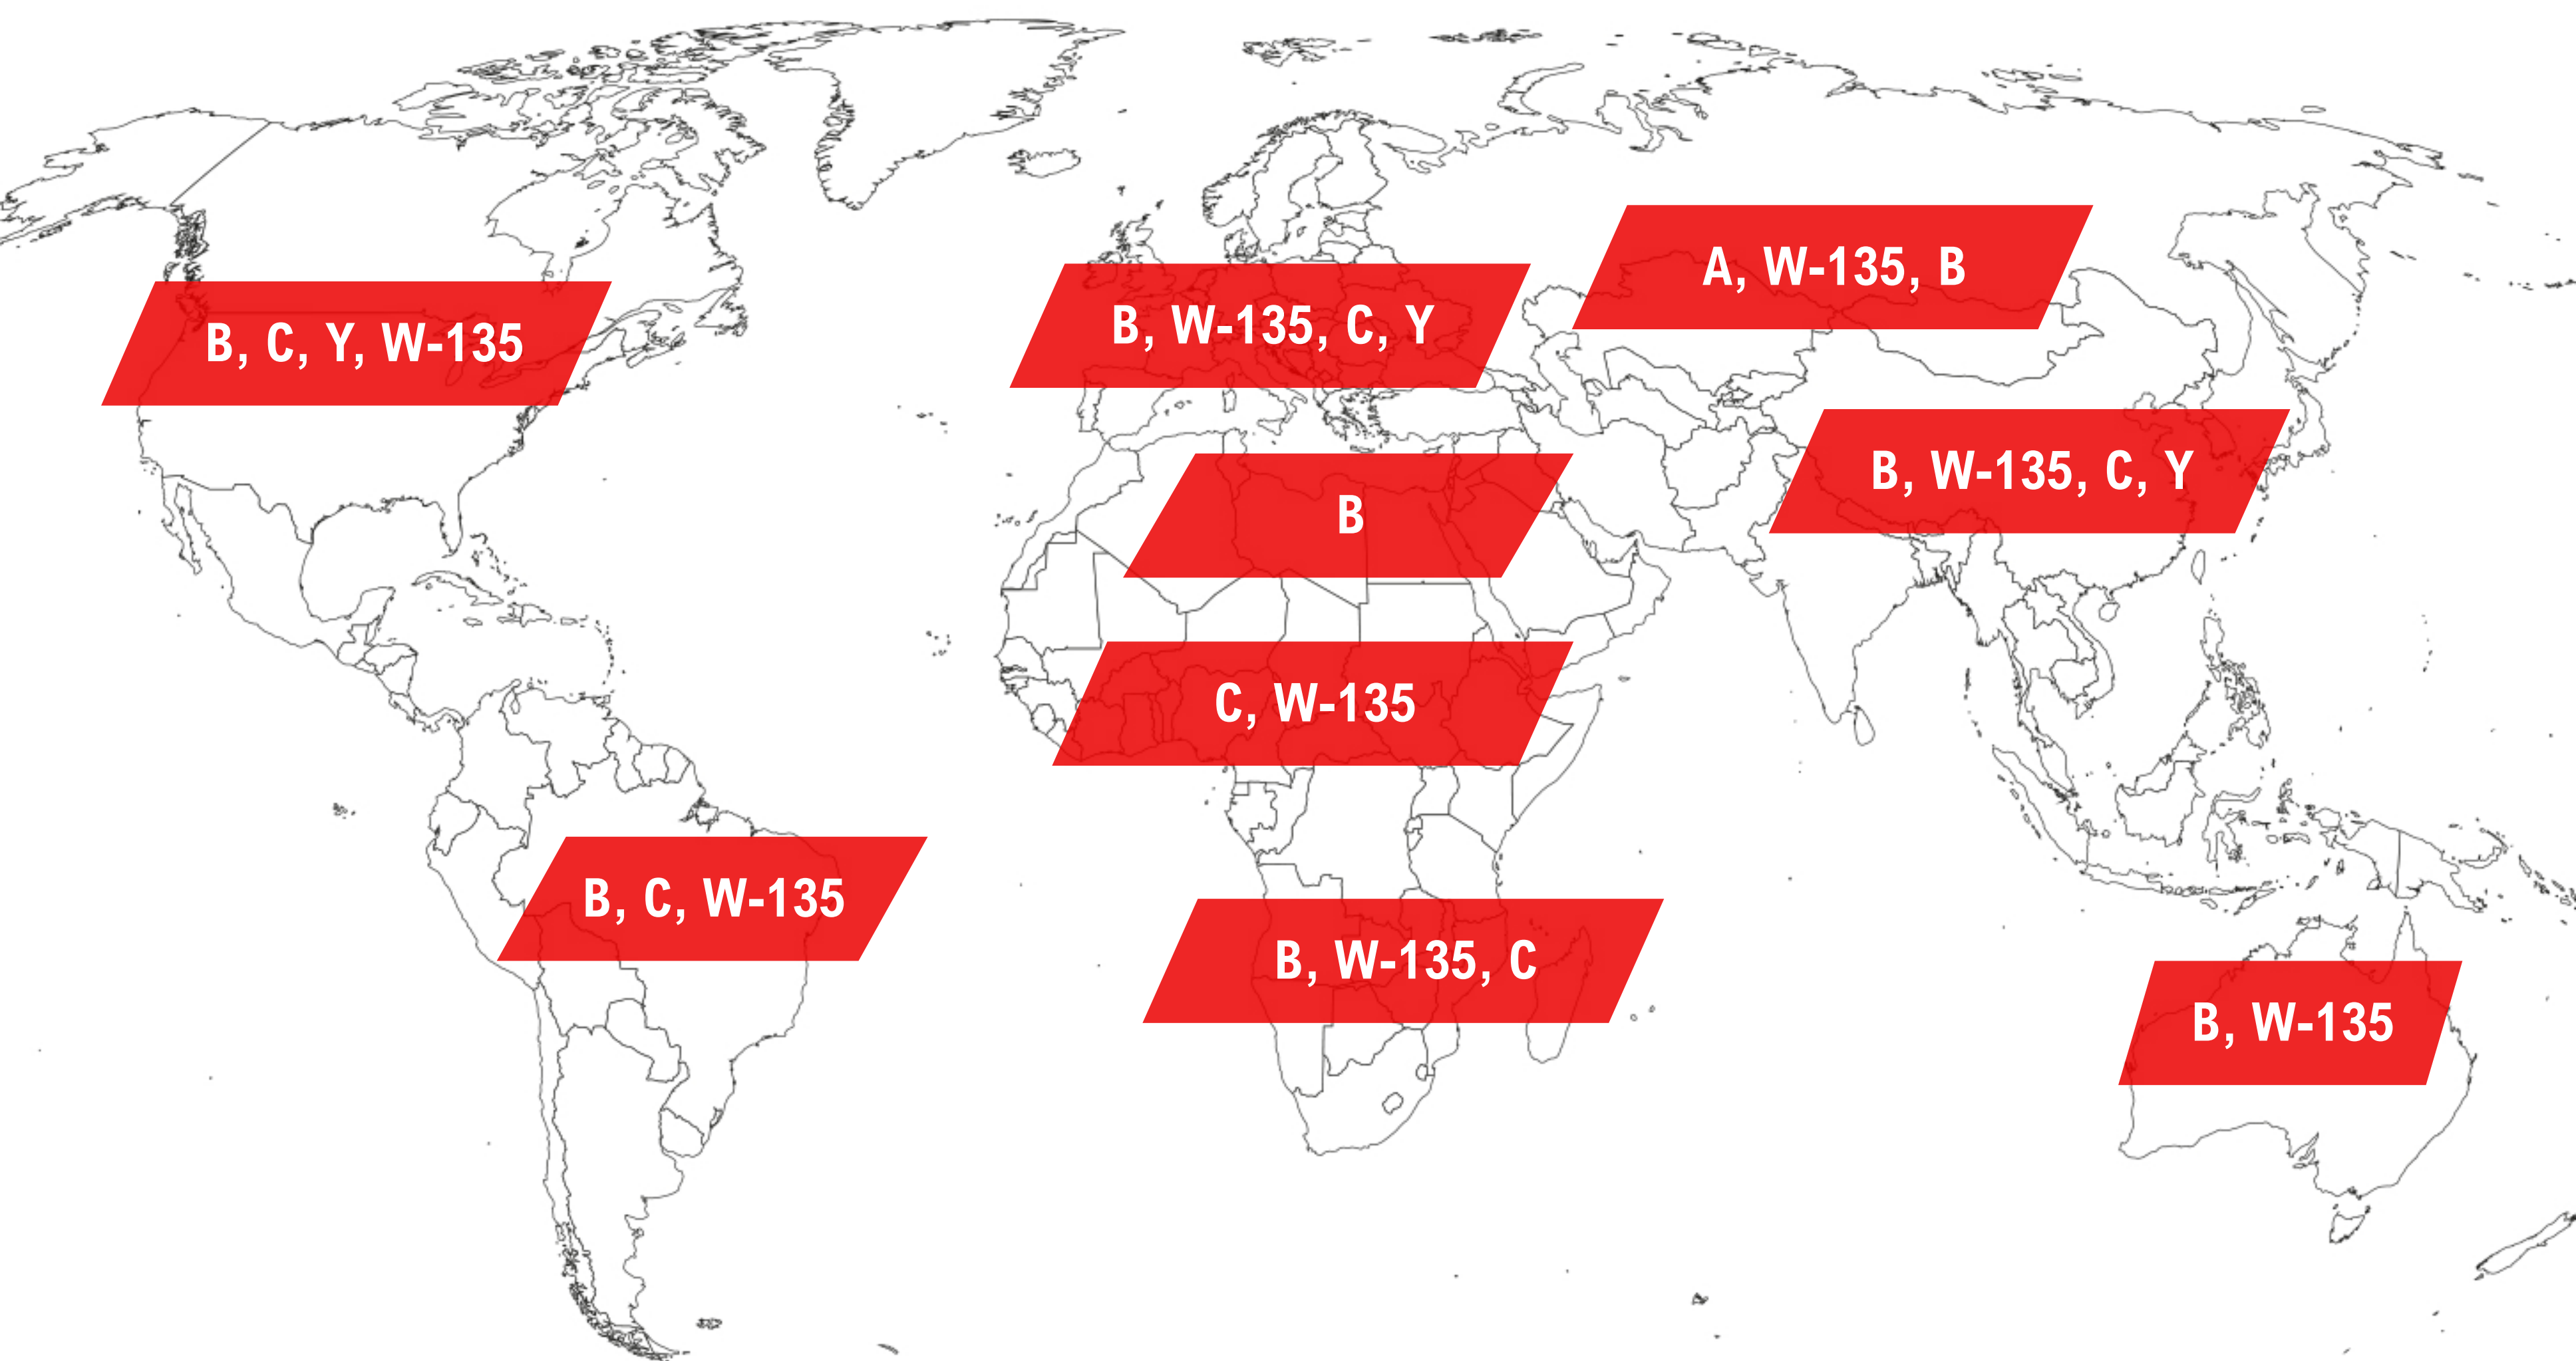 A, W-135, B
B, C, Y, W-135
B, W-135, C, Y
B, W-135, C, Y
B
C, W-135
B, C, W-135
B, W-135, C
B, W-135